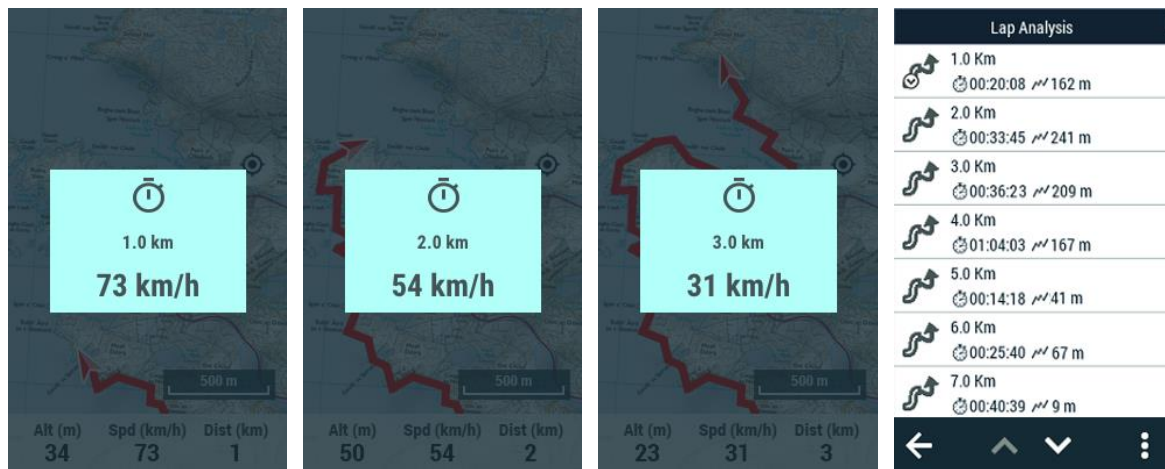 1.0 km
73 km/h
500 m
Alt (m) Spd (km/h) Dist (km)
34 73 1
2.0 km
54 km/h
500 m
Alt (m) Spd (km/h) Dist (km)
50 54 2
3.0 km
31 km/h
500 m
Alt (m) Spd (km/h) Dist (km)
23 31 3
Lap Analysis
1.0 Km
00:20:08 162 m
2.0 Km
00:33:45 241 m
3.0 Km
00:36:23 209 m
4.0 Km
01:04:03 167 m
5.0 Km
00:14:18 41 m
6.0 Km
00:25:40 67 m
7.0 Km
00:40:39 9 m